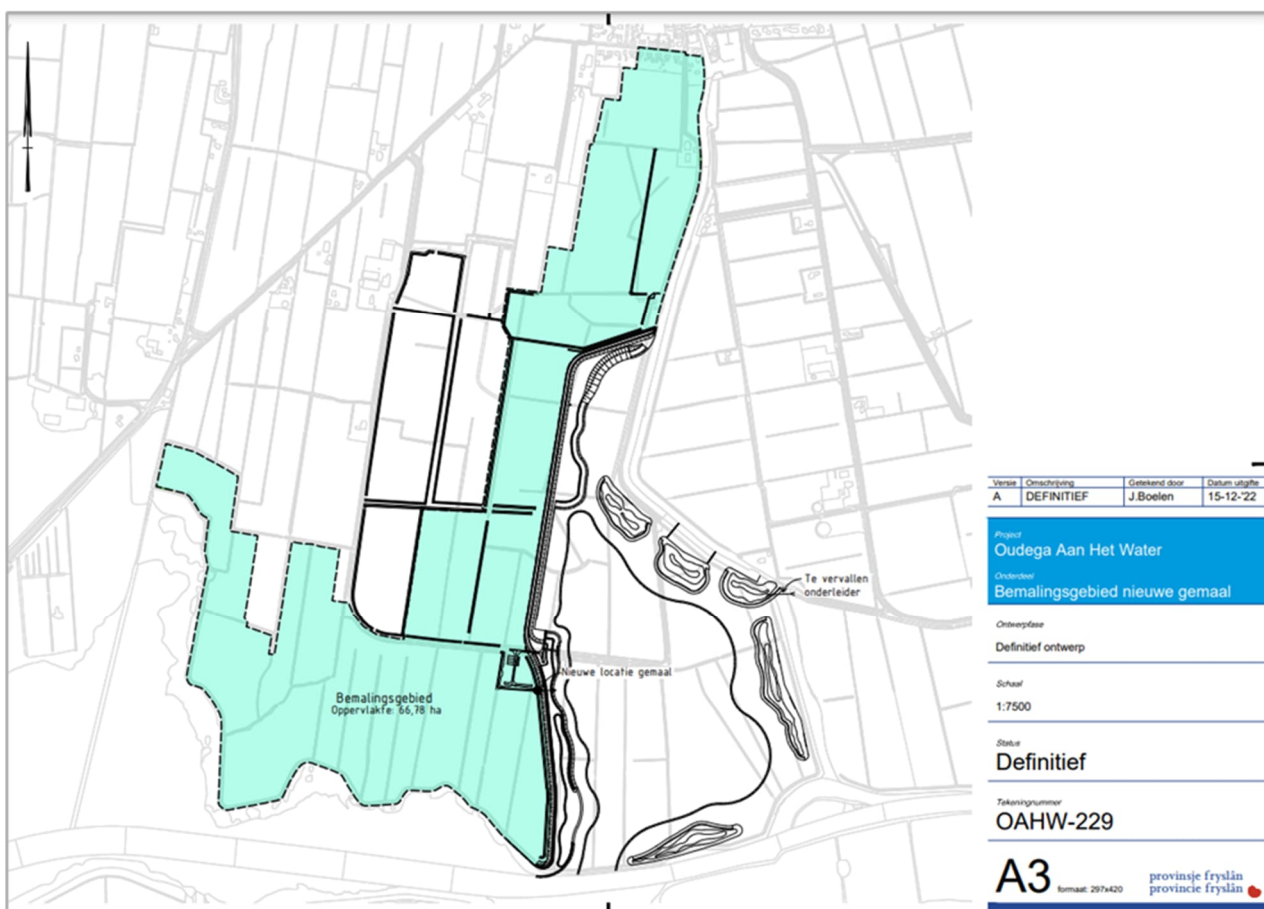 Te vervallen
onderleider
Nieuwe locatie gemaal
Bemalingsgebied
Oppervlakte: 66,78 ha
Versie Omschrijving Getekend door Datum uitgifte
A DEFINITIEF J.Boelen 15-12-'22
Project
Oudega Aan Het Water
Onderdeel
Bemalingsgebied nieuwe gemaal
Ontwerpfase
Definitief ontwerp
Schaal
1:7500
Status
Definitief
Tekeningnummer
OAHW-229
A3 formaat: 297x420
provinsje fryslân
provincie fryslân